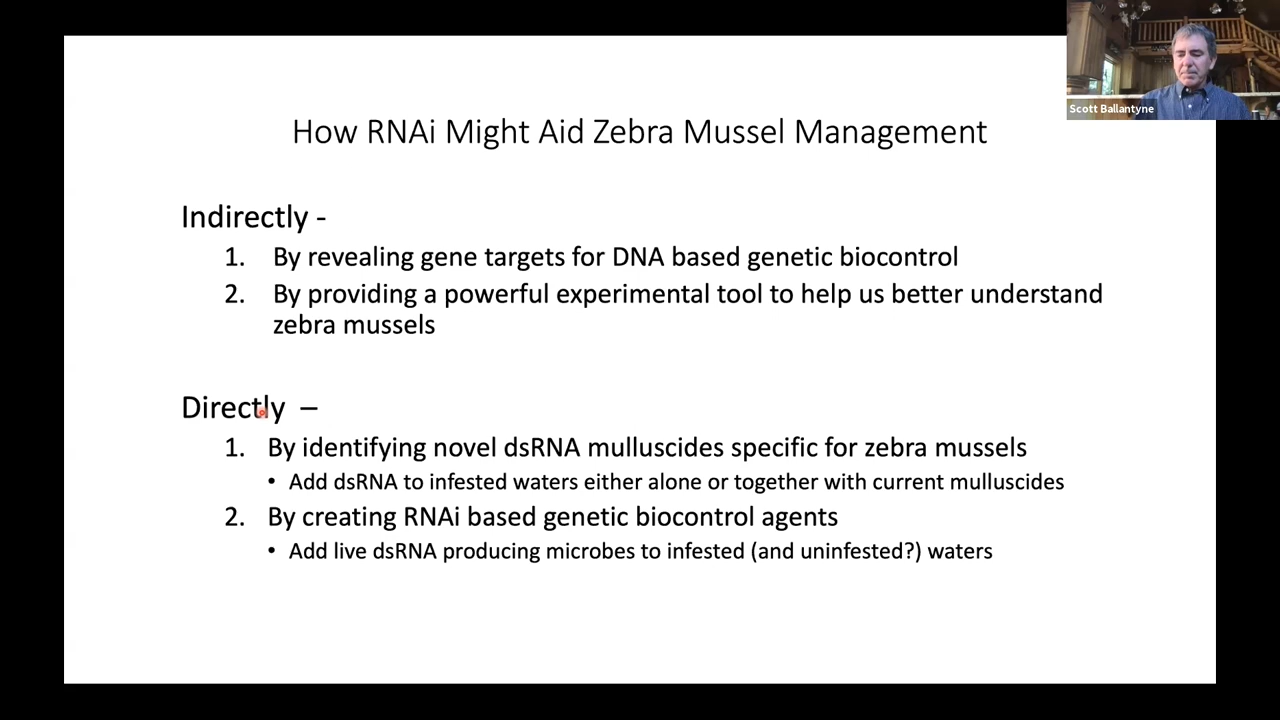 Scott Ballantyne
How RNAi Might Aid Zebra Mussel Management
Indirectly -
1. By revealing gene targets for DNA based genetic biocontrol
2. By providing a powerful experimental tool to help us better understand
zebra mussels
Directly –
1. By identifying novel dsRNA mulluscides specific for zebra mussels
• Add dsRNA to infested waters either alone or together with current mulluscides
2. By creating RNAi based genetic biocontrol agents
• Add live dsRNA producing microbes to infested (and uninfested?) waters